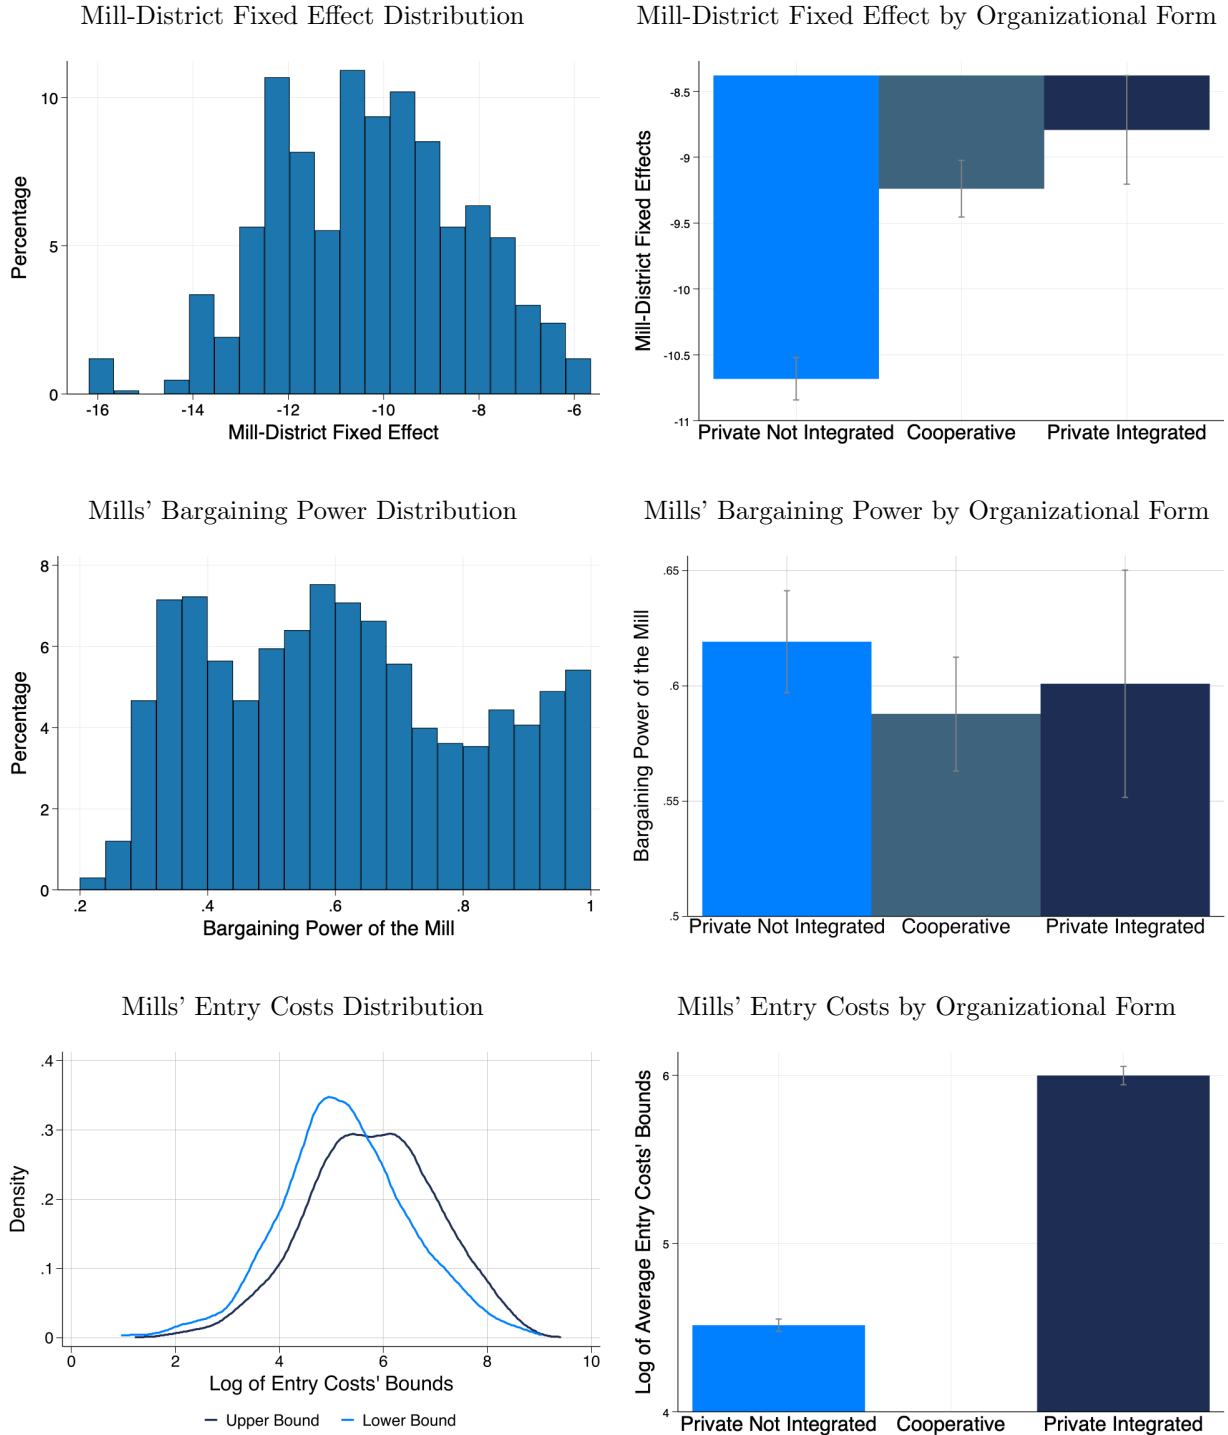 Mill-District Fixed Effect Distribution
Percentage
10
5
0
-16 -14 -12 -10 -8 -6
Mill-District Fixed Effect
Mill-District Fixed Effect by Organizational Form
Mill-District Fixed Effects
-8.5
-9
-9.5
-10
-10.5
-11
Private Not Integrated Cooperative Private Integrated
Mills' Bargaining Power Distribution
Percentage
8
6
4
2
0
.2 .4 .6 .8 1
Bargaining Power of the Mill
Mills' Bargaining Power by Organizational Form
Bargaining Power of the Mill
.65
.6
.55
.5
Private Not Integrated Cooperative Private Integrated
Mills' Entry Costs Distribution
Density
.4
.3
.2
.1
0
0 2 4 6 8 10
Log of Entry Costs' Bounds
Upper Bound Lower Bound
Mills' Entry Costs by Organizational Form
Log of Average Entry Costs' Bounds
6
5
4
Private Not Integrated Cooperative Private Integrated